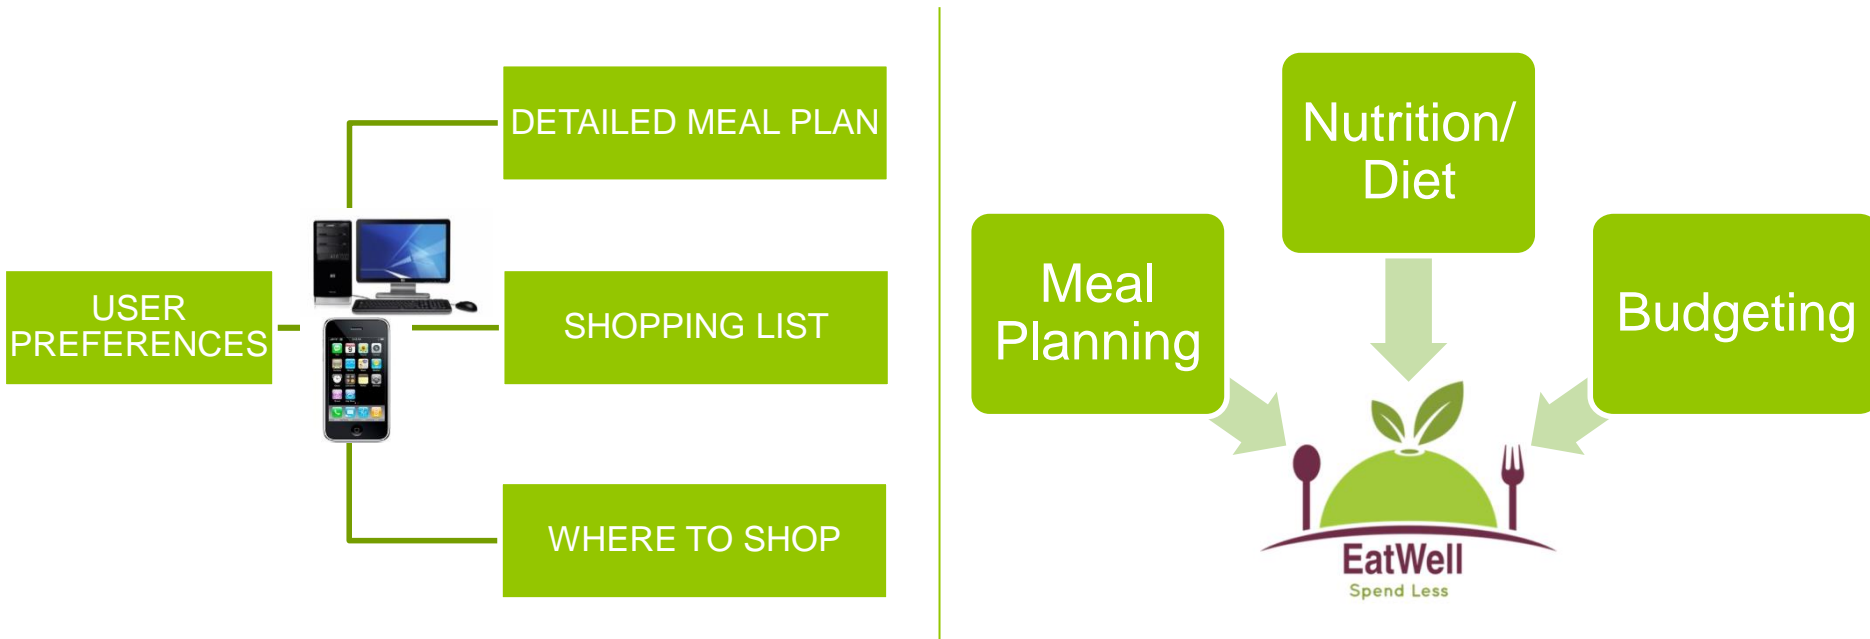 DETAILED MEAL PLAN
USER
PREFERENCES
SHOPPING LIST
WHERE TO SHOP
Nutrition/
Diet
Meal
Planning
Budgeting
EatWell
Spend Less